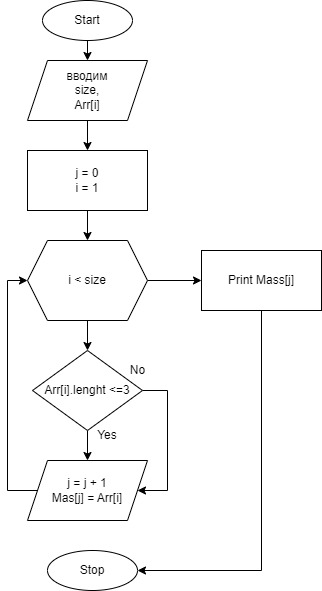 Start
вводим
size,
Arr[i]
j = 0
i = 1
i < size
Print Mass[j]
Arr[i].lenght <=3
No
Yes
j = j + 1
Mas[j] = Arr[i]
Stop